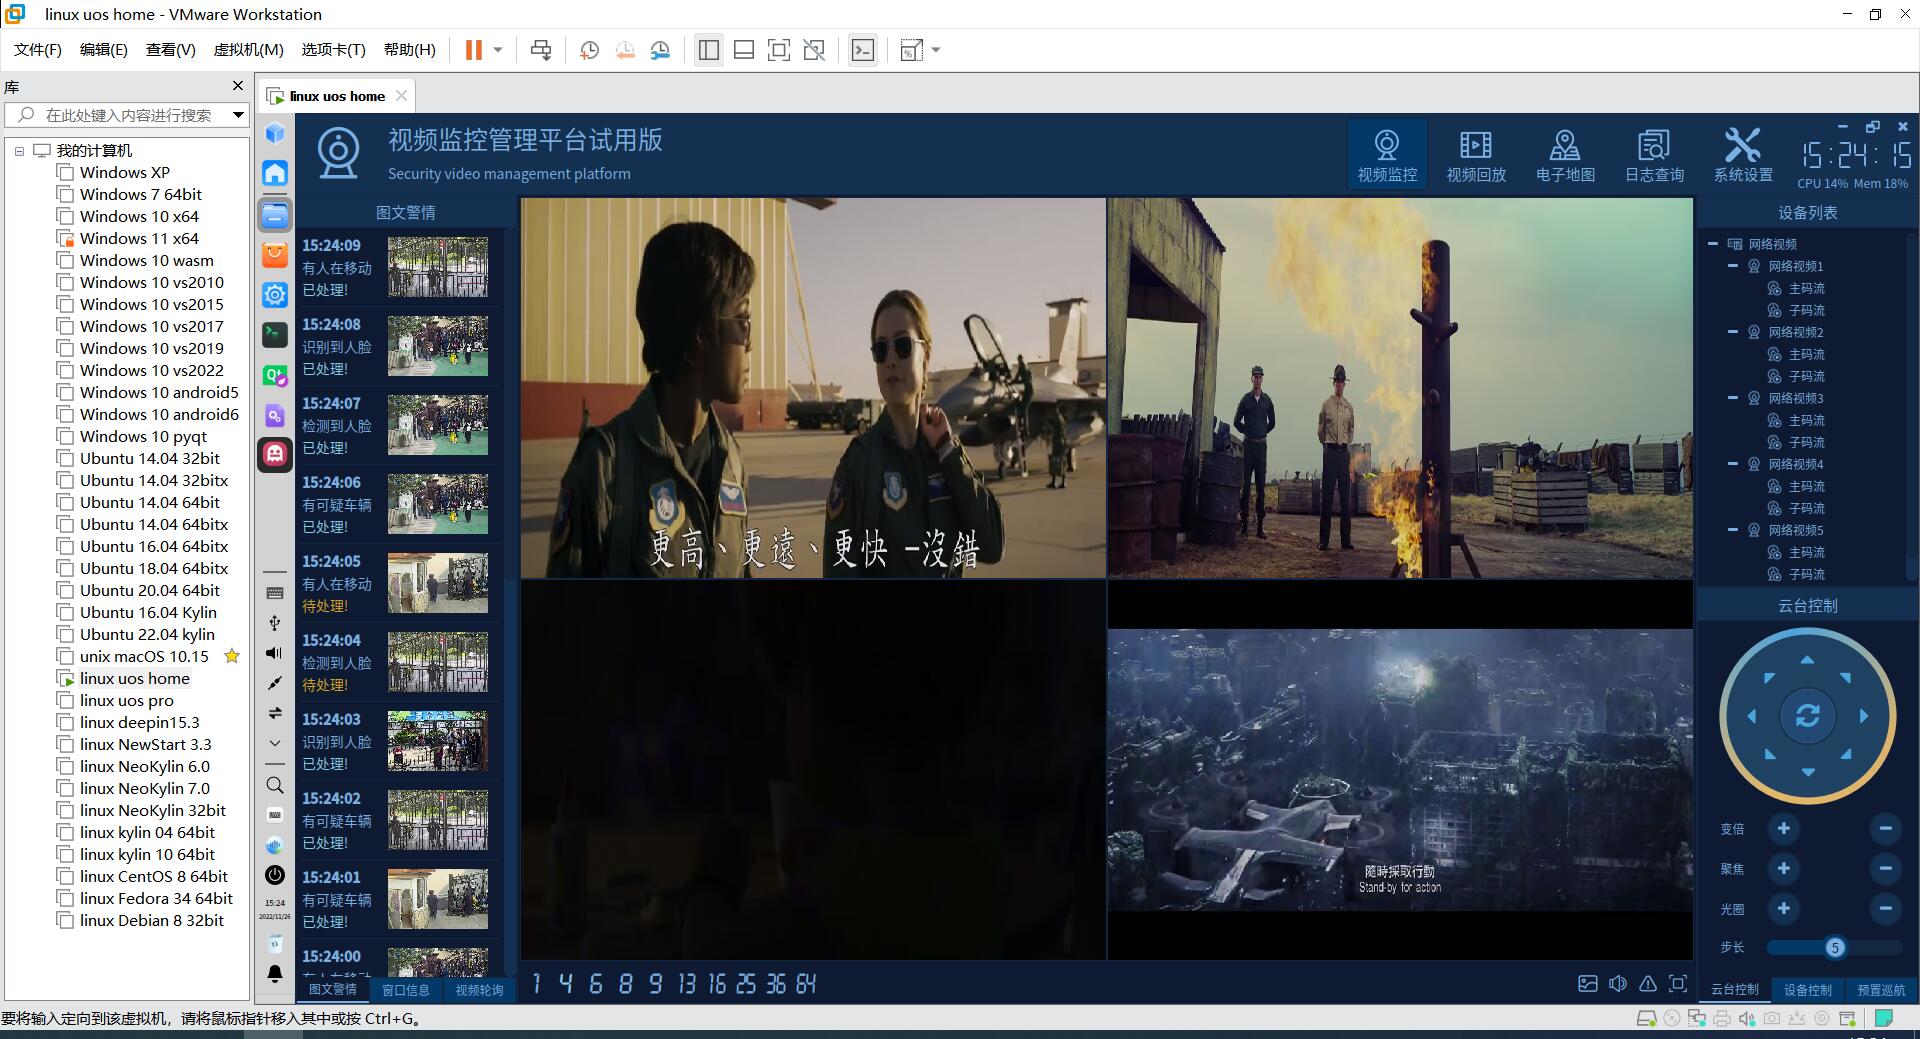 linux uos home - VMware Workstation
文件(F) 编辑(E) 查看(V) 虚拟机(M) 选项卡(T) 帮助(H)
库
在此处键入内容进行搜索
我的计算机
Windows XP
Windows 7 64bit
Windows 10 x64
Windows 11 x64
Windows 10 wasm
Windows 10 vs2010
Windows 10 vs2015
Windows 10 vs2017
Windows 10 vs2019
Windows 10 vs2022
Windows 10 android5
Windows 10 android6
Windows 10 pyqt
Ubuntu 14.04 32bit
Ubuntu 14.04 32bitx
Ubuntu 14.04 64bit
Ubuntu 14.04 64bitx
Ubuntu 16.04 64bitx
Ubuntu 18.04 64bitx
Ubuntu 20.04 64bit
Ubuntu 16.04 Kylin
Ubuntu 22.04 kylin
unix macOS 10.15
linux uos home
linux uos pro
linux deepin15.3
linux NewStart 3.3
linux NeoKylin 6.0
linux NeoKylin 7.0
linux NeoKylin 32bit
linux kylin 04 64bit
linux kylin 10 64bit
linux CentOS 8 64bit
linux Fedora 34 64bit
linux Debian 8 32bit
linux uos home
15:24
2022/11/26
视频监控管理平台试用版
Security video management platform
视频监控 视频回放 电子地图 日志查询 系统设置
15:24:15
CPU 14% Mem 18%
图文警情
15:24:09
有人在移动
已处理!
15:24:08
识别到人脸
已处理!
15:24:07
检测到人脸
已处理!
15:24:06
有可疑车辆
已处理!
15:24:05
有人在移动
待处理!
15:24:04
检测到人脸
待处理!
15:24:03
识别到人脸
已处理!
15:24:02
有可疑车辆
已处理!
15:24:01
有可疑车辆
已处理!
15:24:00
有人在移动
图文警情 窗口信息 视频轮询
更高、更遠、更快 –沒錯
隨時採取行動
Stand-by for action
1 4 6 8 9 13 16 25 36 64
设备列表
网络视频
网络视频1
主码流
子码流
网络视频2
主码流
子码流
网络视频3
主码流
子码流
网络视频4
主码流
子码流
网络视频5
主码流
子码流
云台控制
变倍
聚焦
光圈
步长 5
云台控制 设备控制 预置巡航
要将输入定向到该虚拟机，请将鼠标指针移入其中或按 Ctrl+G。